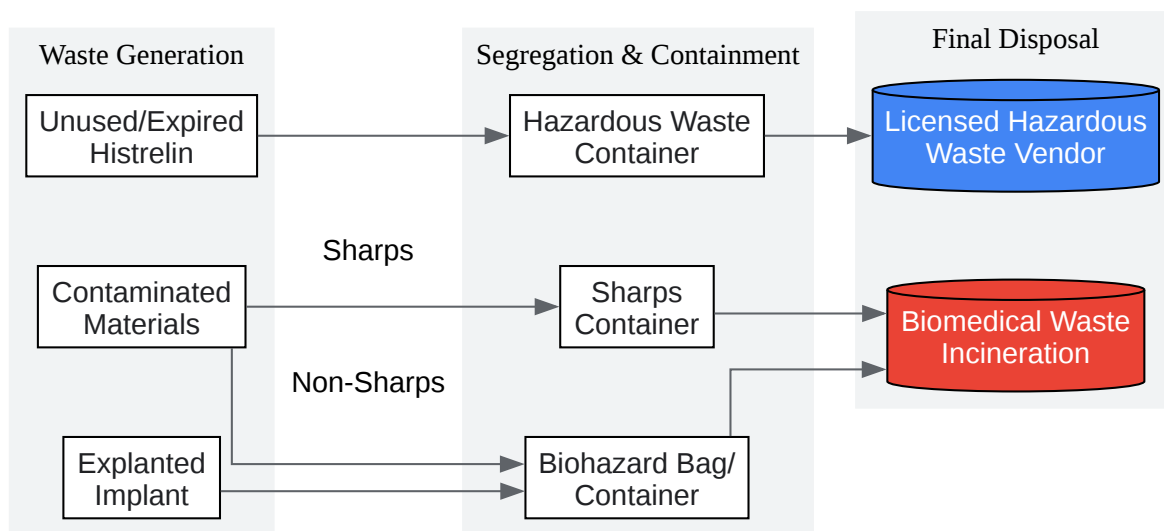 Waste Generation
Segregation & Containment
Final Disposal
Unused/Expired
Histrelin
Hazardous Waste
Container
Licensed Hazardous
Waste Vendor
Sharps
Contaminated
Materials
Sharps
Container
Biomedical Waste
Incineration
Non-Sharps
Explanted
Implant
Biohazard Bag/
Container